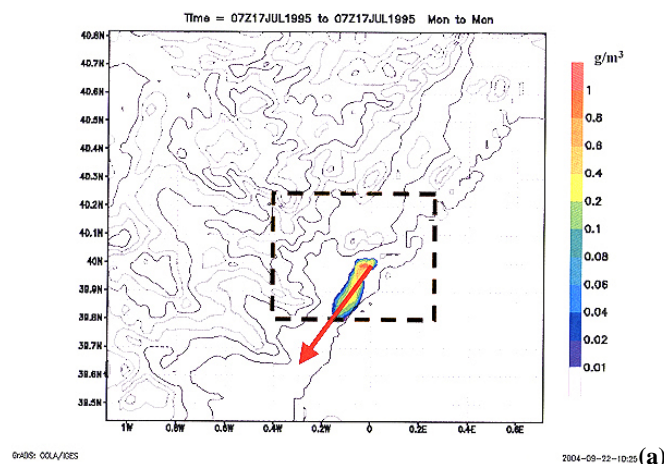 Time = 07Z17JUL1995 to 07Z17JUL1995 Mon to Mon
g/m³
40.8N
40.7N
40.6N
40.5N
40.4N
40.3N
40.2N
40.1N
40N
39.9N
39.8N
39.7N
39.6N
39.5N
1W
0.8W
0.6W
0.4W
0.2W
0
0.2E
0.4E
0.6E
1
0.8
0.6
0.4
0.2
0.1
0.08
0.06
0.04
0.02
0.01
GrADS: COLA/IGES
2004-09-22-10:25
(a)